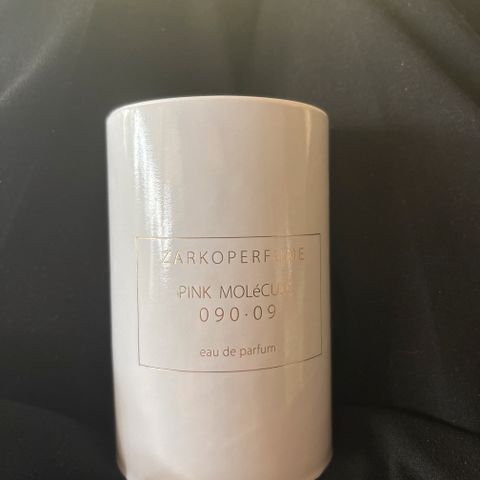 ZARKOPERFUME
PINK MOLéCULE
090·09
eau de parfum